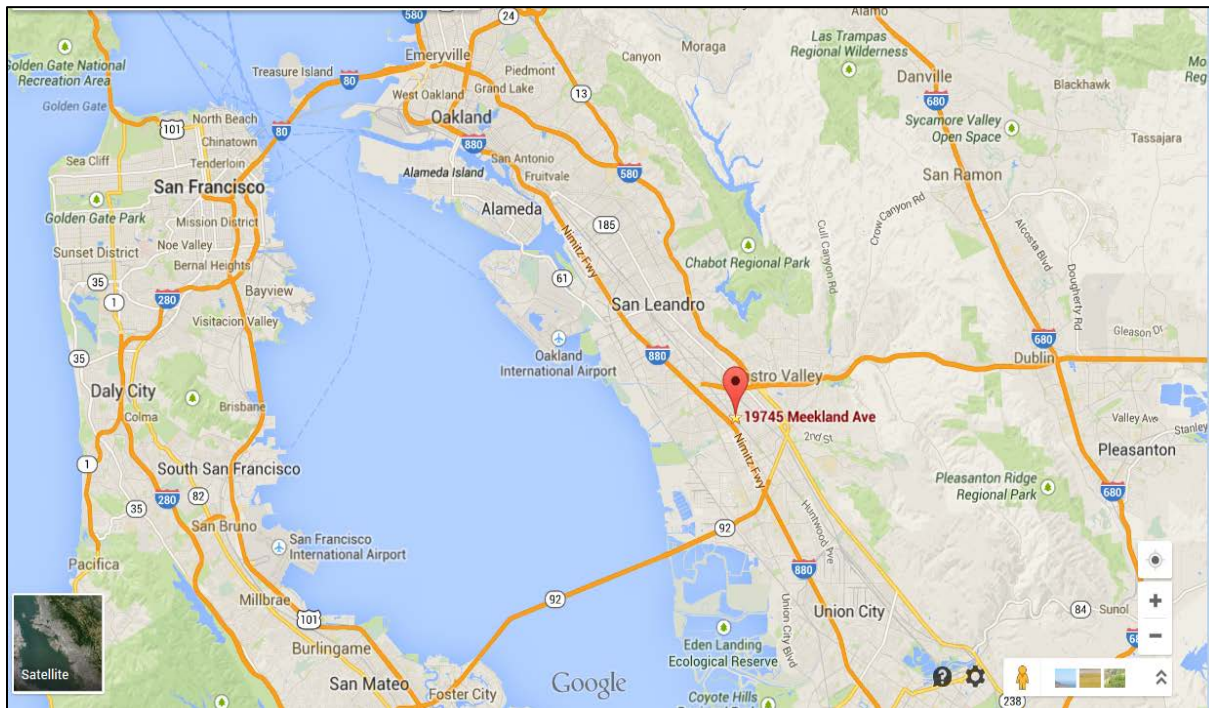 580
24
Alamo
Golden Gate National
Recreation Area
Golden Gate
Treasure Island
80
Emeryville
Piedmont
Canyon
Moraga
Las Trampas
Regional Wilderness
Danville
680
Blackhawk
Mo
Reg
West Oakland
Grand Lake
Oakland
13
101
North Beach
Chinatown
Tenderloin
80
880
Sycamore Valley
Open Space
Tassajara
Sea Cliff
San Francisco
San Antonio
Fruitvale
Alameda Island
580
San Ramon
Golden Gate Park
Mission District
Alameda
185
Crow Canyon Rd
Cull Canyon Rd
Alcosta Blvd
Dougherty Rd
Sunset District
Noe Valley
Bernal Heights
Nimitz Fwy
Chabot Regional Park
35
1
280
Bayview
61
San Leandro
Visitacion Valley
Gleason Dr
35
Oakland
International Airport
880
680
Dublin
Daly City
Colma
Brisbane
stro Valley
19745 Meekland Ave
2nd St
Valley Ave
Stanley
Nimitz Fwy
Pleasanton
1
South San Francisco
280
82
35
San Bruno
Pleasanton Ridge
Regional Park
680
92
Huntwood Ave
San Francisco
International Airport
Pacifica
880
Millbrae
92
101
Union City Blvd
Union City
84
Sunol
68
Burlingame
Eden Landing
Ecological Reserve
Satellite
San Mateo
Foster City
Google
Coyote Hills
238